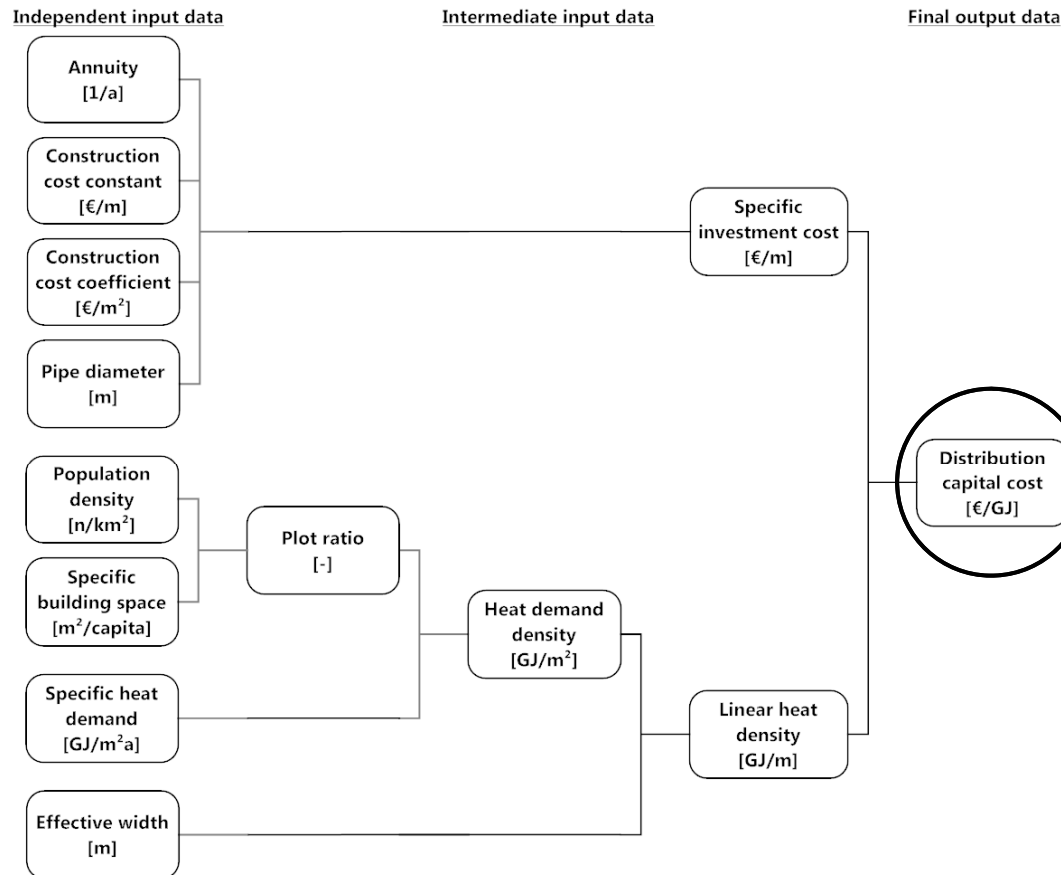 Independent input data
Intermediate input data
Final output data
Annuity
[1/a]
Construction
cost constant
[€/m]
Construction
cost coefficient
[€/m²]
Pipe diameter
[m]
Specific
investment cost
[€/m]
Distribution
capital cost
[€/GJ]
Population
density
[n/km²]
Specific
building space
[m²/capita]
Plot ratio
[-]
Heat demand
density
[GJ/m²]
Specific heat
demand
[GJ/m²a]
Linear heat
density
[GJ/m]
Effective width
[m]